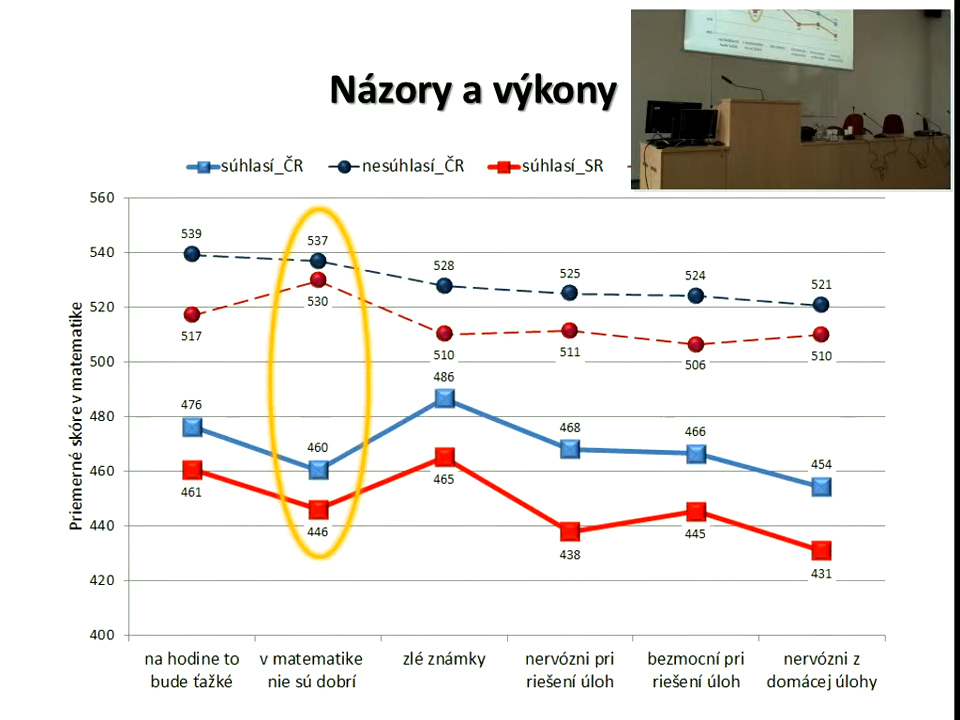 Názory a výkony
súhlasí_ČR nesúhlasí_ČR súhlasí_SR
Priemerné skóre v matematike
560
540
520
500
480
460
440
420
400
539 537 528 525 524 521
517 530 510 511 506 510
476 460 486 468 466 454
461 446 465 438 445 431
na hodine to
bude ťažké
v matematike
nie sú dobrí
zlé známky
nervózni pri
riešení úloh
bezmocní pri
riešení úloh
nervózni z
domácej úlohy